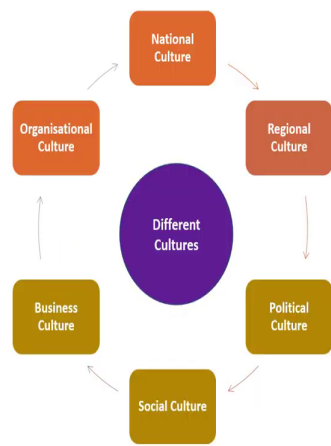 National
Culture
Regional
Culture
Political
Culture
Social Culture
Business
Culture
Organisational
Culture
Different
Cultures